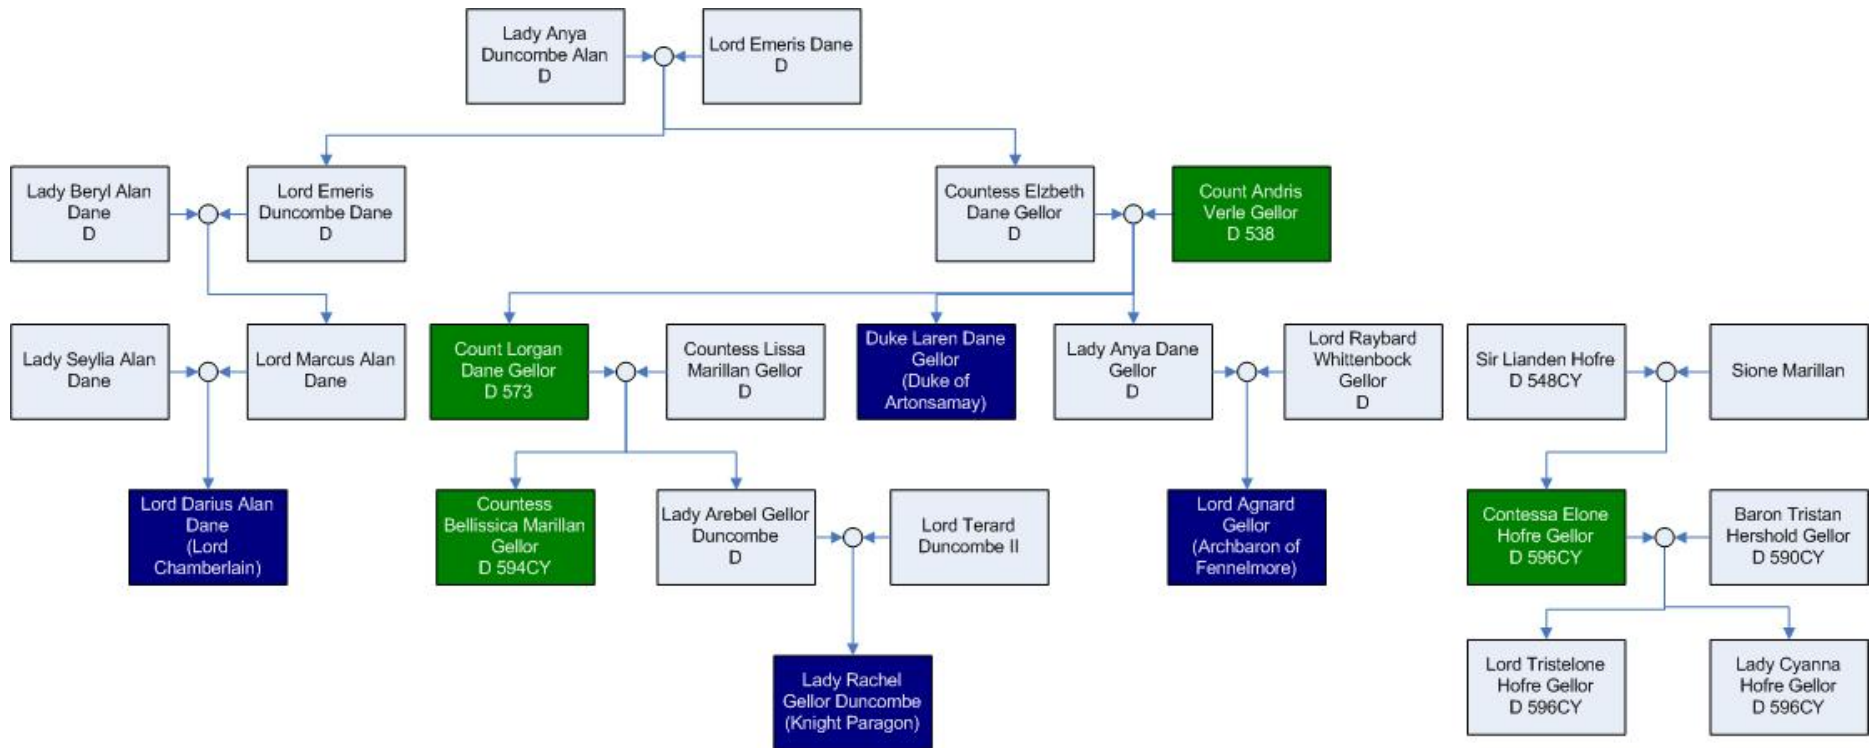 Lady Anya
Duncombe Alan
D
Lord Emeris Dane
D
Lady Beryl Alan
Dane
D
Lord Emeris
Duncombe Dane
D
Countess Elzbeth
Dane Gellor
D
Count Andris
Verle Gellor
D 538
Lady Seylia Alan
Dane
Lord Marcus Alan
Dane
Count Lorgan
Dane Gellor
D 573
Countess Lissa
Marillan Gellor
D
Duke Laren Dane
Gellor
(Duke of
Artonsamay)
Lady Anya Dane
Gellor
D
Lord Raybard
Whittenbock
Gellor
D
Sir Lianden Hofre
D 548CY
Sione Marillan
Lord Darius Alan
Dane
(Lord
Chamberlain)
Countess
Bellissica Marillan
Gellor
D 594CY
Lady Arebel Gellor
Duncombe
D
Lord Terard
Duncombe II
Lord Agnard
Gellor
(Archbaron of
Fennelmore)
Contessa Elone
Hofre Gellor
D 596CY
Baron Tristan
Hershold Gellor
D 590CY
Lady Rachel
Gellor Duncombe
(Knight Paragon)
Lord Tristelone
Hofre Gellor
D 596CY
Lady Cyanna
Hofre Gellor
D 596CY